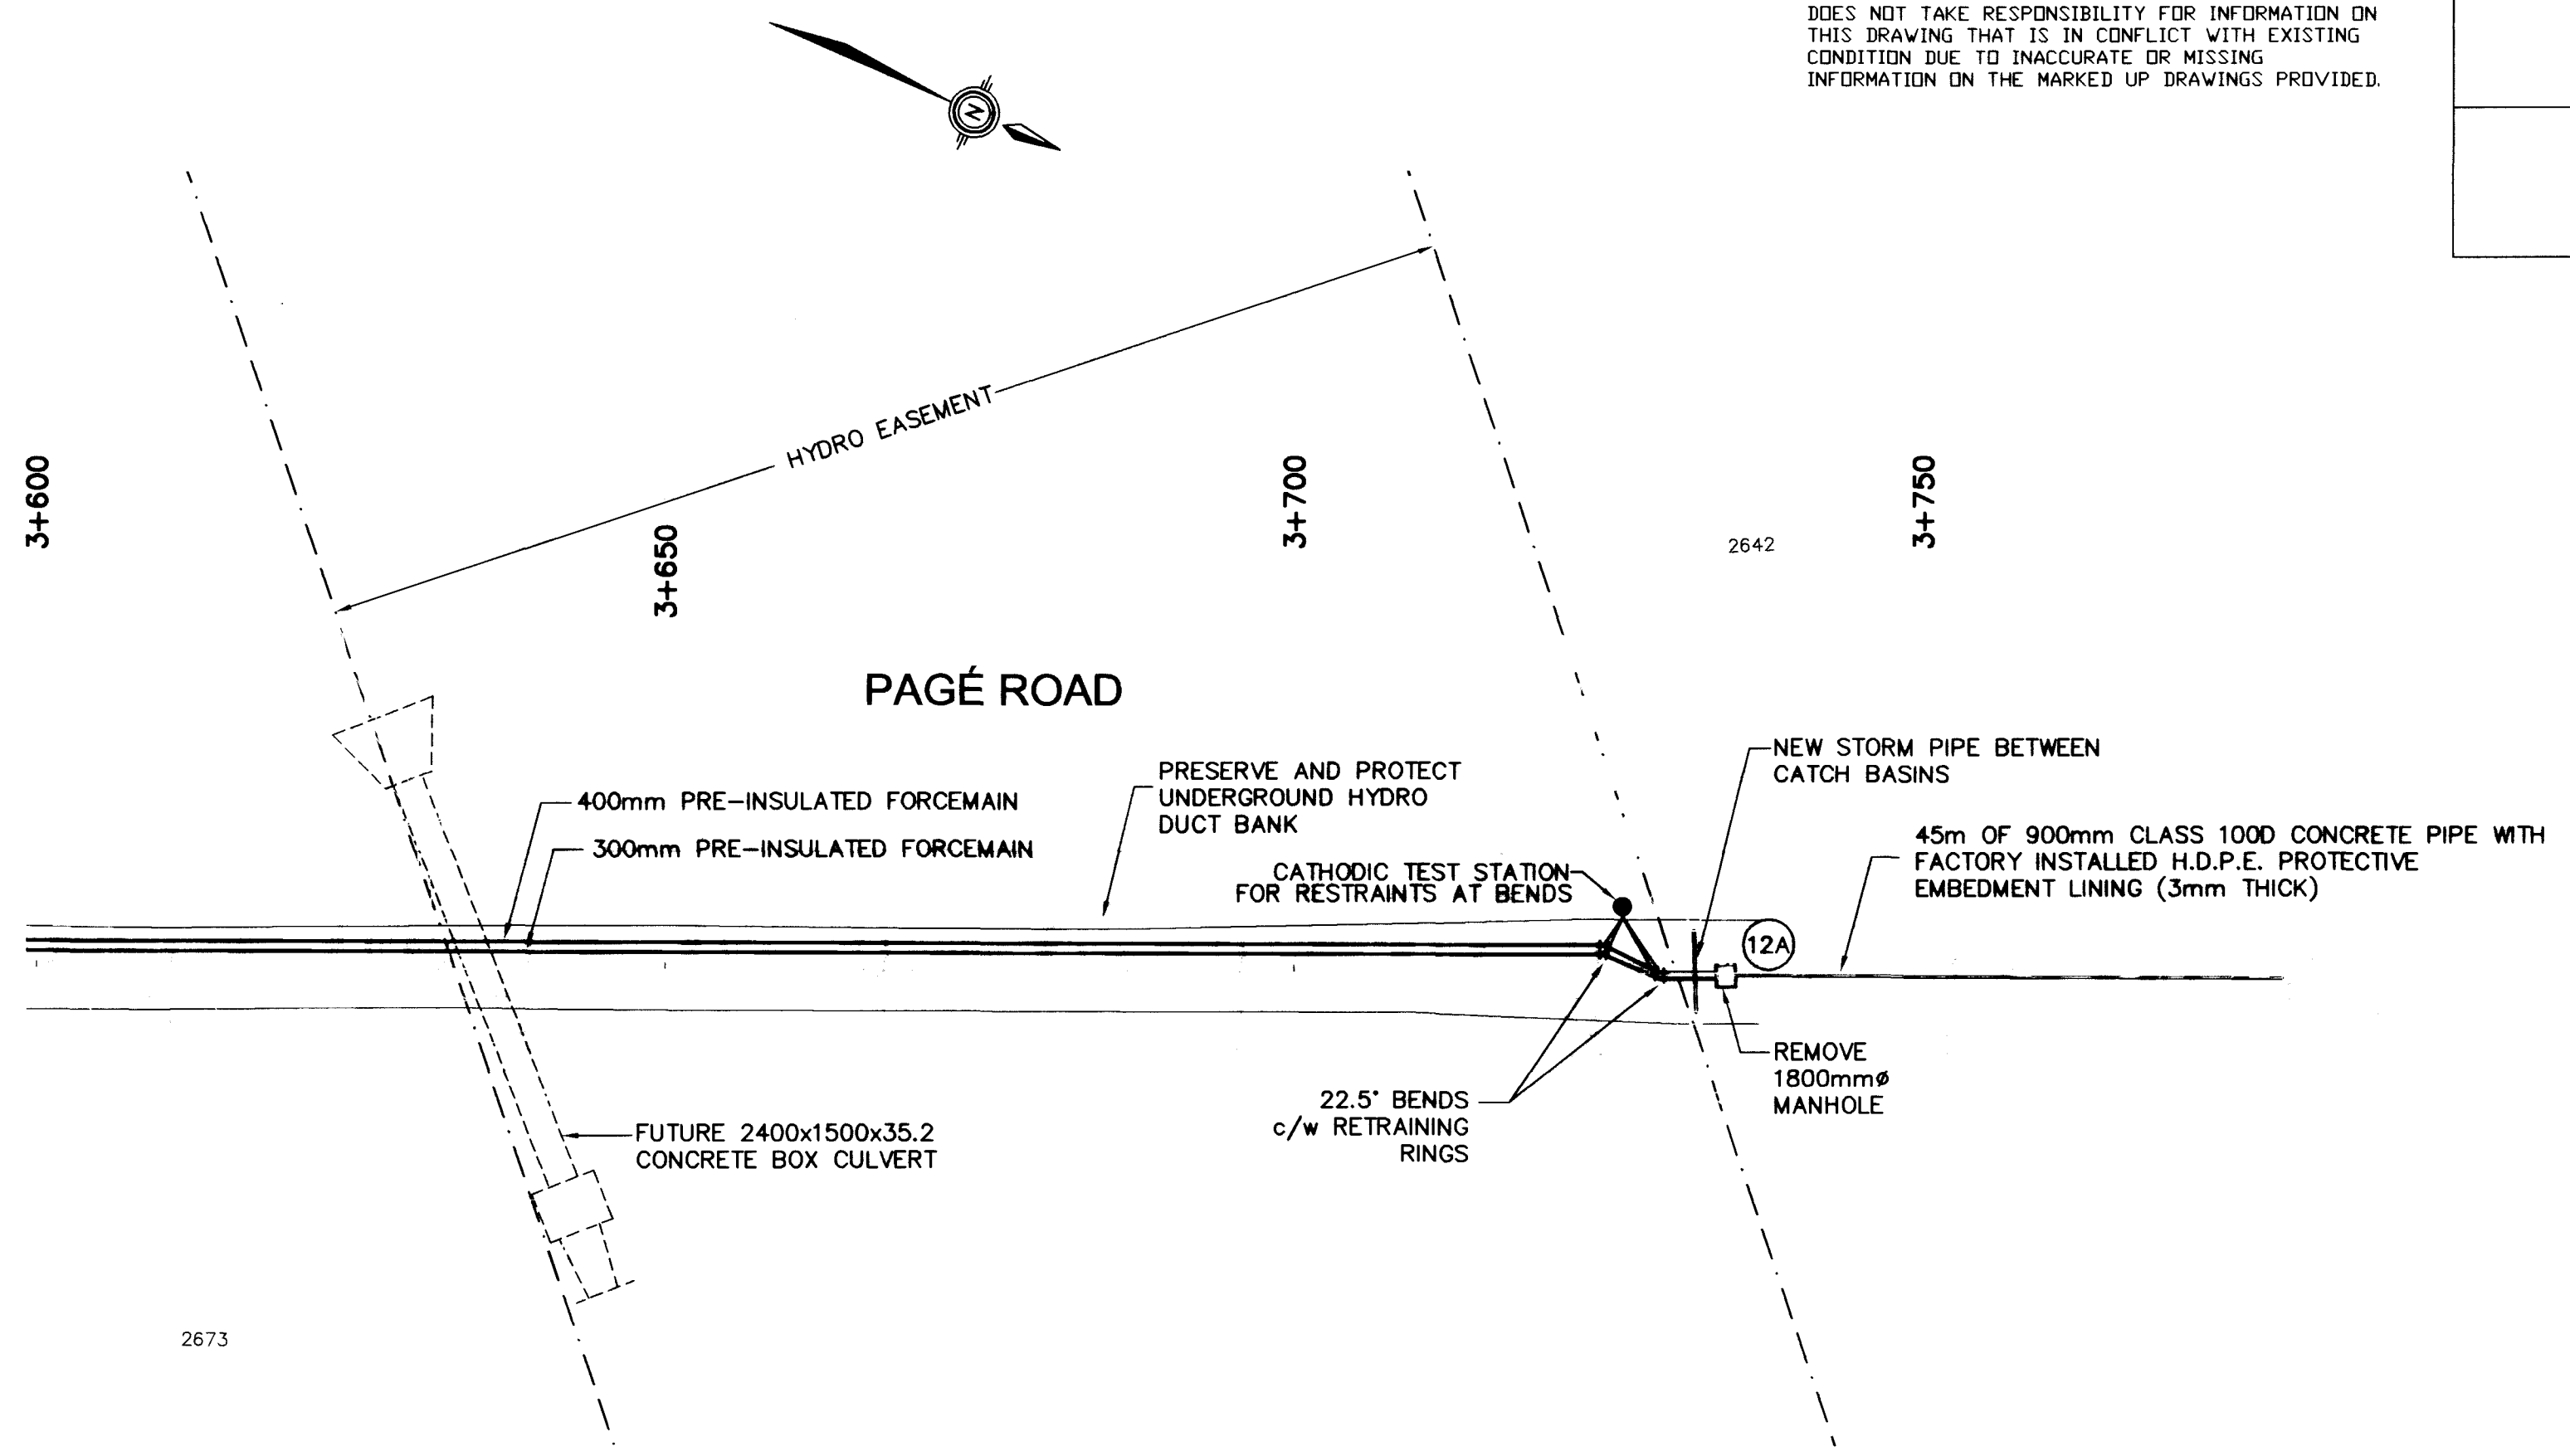 DOES NOT TAKE RESPONSIBILITY FOR INFORMATION ON
THIS DRAWING THAT IS IN CONFLICT WITH EXISTING
CONDITION DUE TO INACCURATE OR MISSING
INFORMATION ON THE MARKED UP DRAWINGS PROVIDED.
N
HYDRO EASEMENT
3+600
3+650
3+700
3+750
2642
PAGÉ ROAD
400mm PRE-INSULATED FORCEMAIN
300mm PRE-INSULATED FORCEMAIN
PRESERVE AND PROTECT
UNDERGROUND HYDRO
DUCT BANK
CATHODIC TEST STATION
FOR RESTRAINTS AT BENDS
NEW STORM PIPE BETWEEN
CATCH BASINS
45m OF 900mm CLASS 100D CONCRETE PIPE WITH
FACTORY INSTALLED H.D.P.E. PROTECTIVE
EMBEDMENT LINING (3mm THICK)
12A
REMOVE
1800mmø
MANHOLE
22.5° BENDS
c/w RETRAINING
RINGS
FUTURE 2400x1500x35.2
CONCRETE BOX CULVERT
2673